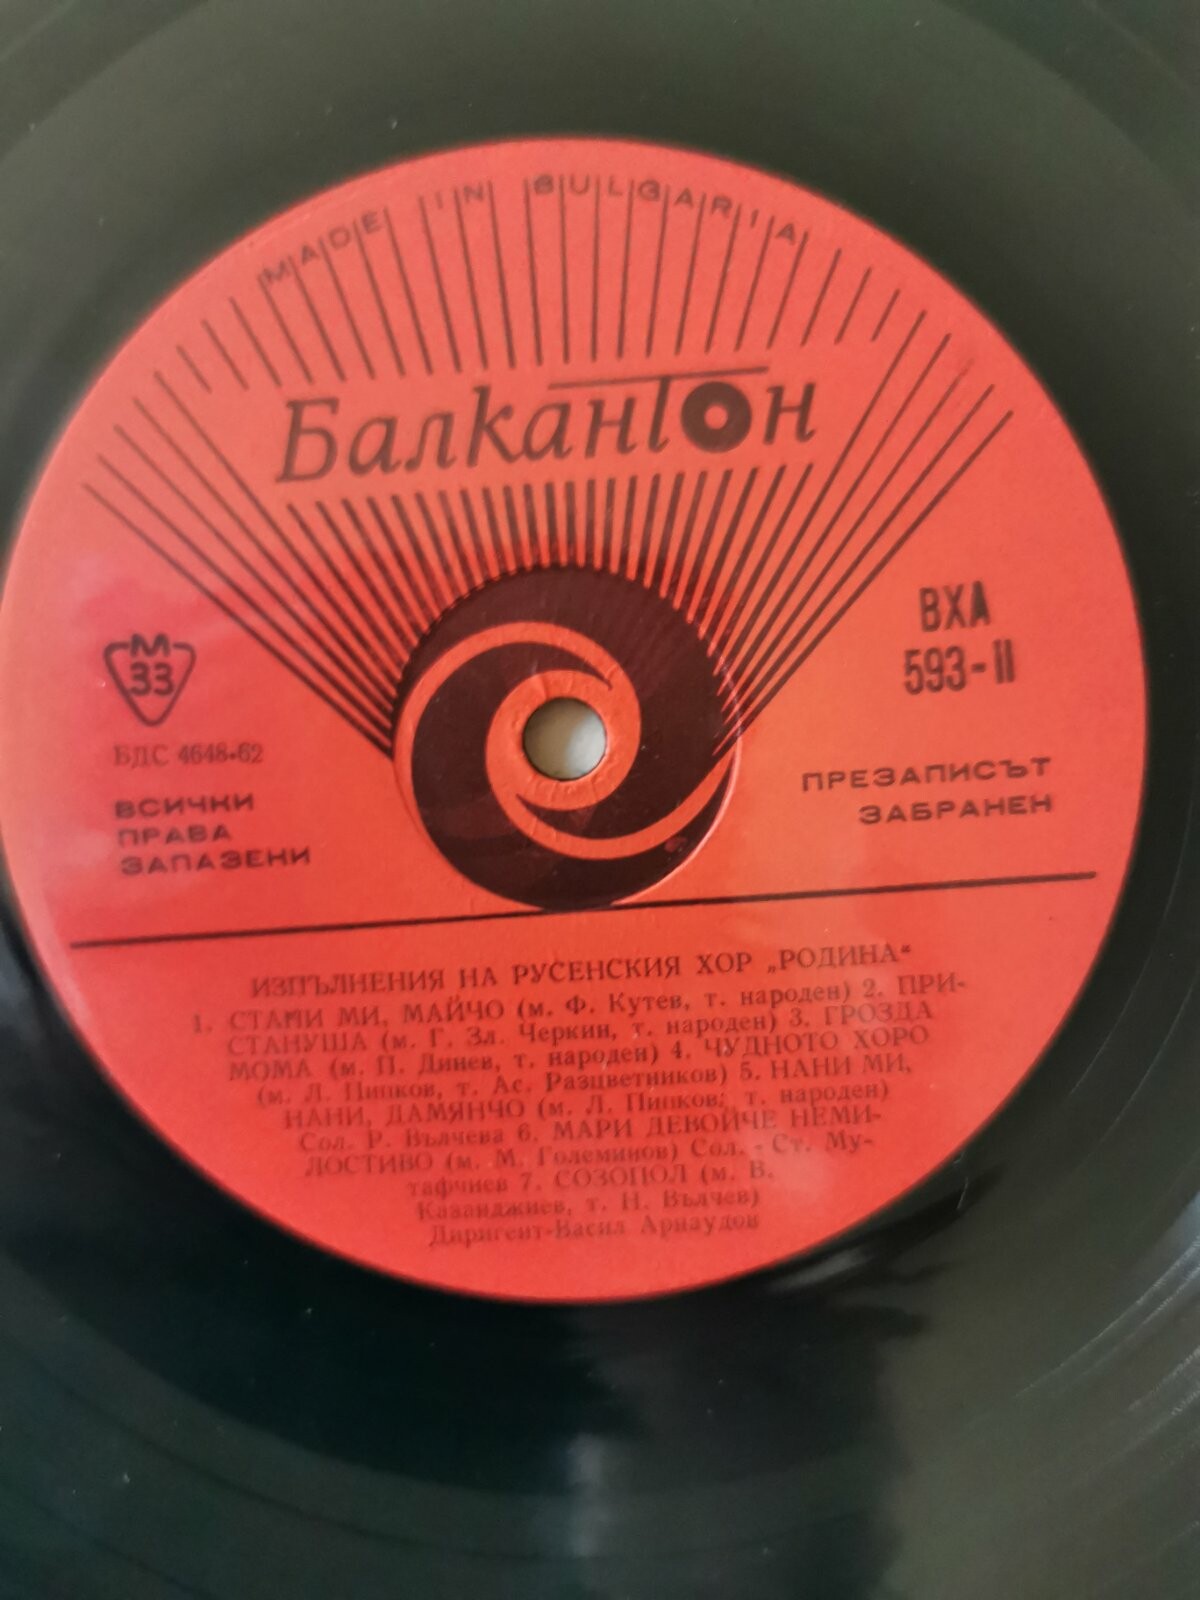 MADE IN BULGARIA
Балкантон
ВХА
593-II
М
33
БДС 4648-62
ВСИЧКИ
ПРАВА
ЗАПАЗЕНИ
ПРЕЗАПИСЪТ
ЗАБРАНЕН
ИЗПЪЛНЕНИЯ НА РУСЕНСКИЯ ХОР „РОДИНА“
1. СТАНИ МИ, МАЙЧО (м. Ф. Кутев, т. народен) 2. ПРИ-
СТАНУША (м. Г. Зл. Черкин, т. народен) 3. ГРОЗДА
МОМА (м. П. Динев, т. народен) 4. ЧУДНОТО ХОРО
(м. Л. Пипков, т. Ас. Разцветников) 5. НАНИ МИ,
НАНИ, ДАМЯНЧО (м. Л. Пипков; т. народен)
Сол. Р. Вълчева 6. МАРИ ДЕВОЙЧЕ НЕМИ-
ЛОСТИВО (м. М. Големинов) Сол. - Ст. Му-
тафчиев 7. СОЗОПОЛ (м. В.
Казанджиев, т. Н. Вълчев)
Диригент-Васил Арнаудов